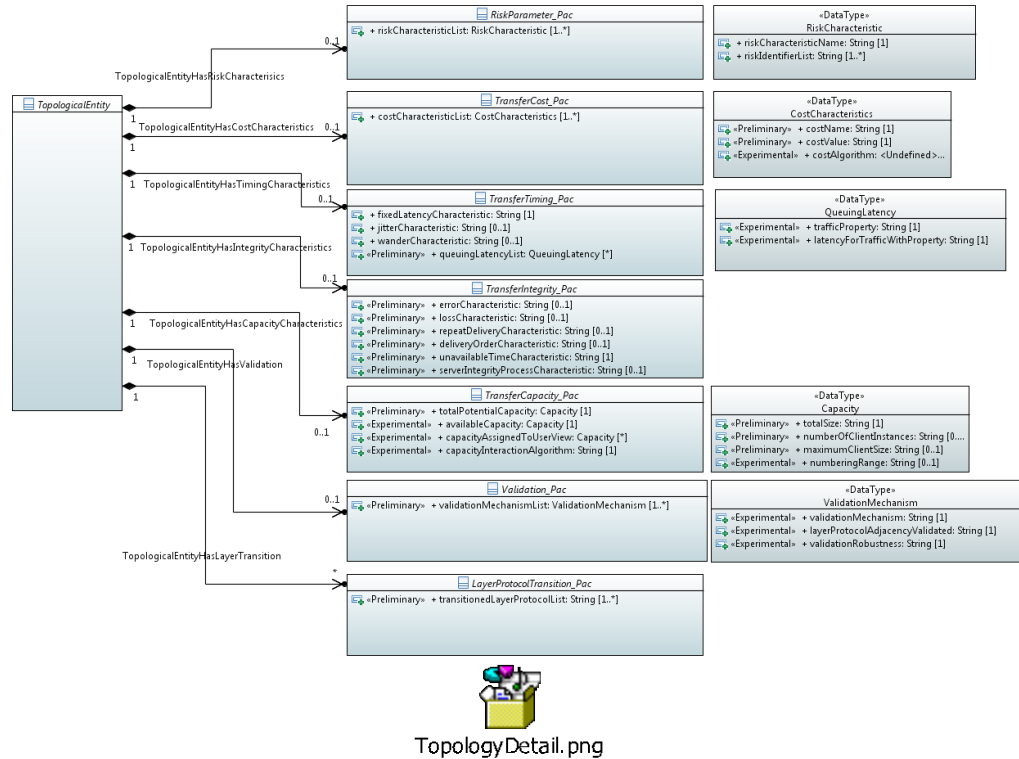 RiskParameter_Pac
+ riskCharacteristicList: RiskCharacteristic [1..*]
«DataType»
RiskCharacteristic
+ riskCharacteristicName: String [1]
+ riskIdentifierList: String [1..*]
0..1
TopologicalEntityHasRiskCharacterisics
TopologicalEntity
1
TransferCost_Pac
+ costCharacteristicList: CostCharacteristics [1..*]
«DataType»
CostCharacteristics
«Preliminary» + costName: String [1]
«Preliminary» + costValue: String [1]
«Experimental» + costAlgorithm: <Undefined>...
0..1
TopologicalEntityHasCostCharacteristics
1
TopologicalEntityHasTimingCharacteristics
1
0..1
TransferTiming_Pac
+ fixedLatencyCharacteristic: String [1]
+ jitterCharacteristic: String [0..1]
+ wanderCharacteristic: String [0..1]
«Preliminary» + queuingLatencyList: QueuingLatency [*]
«DataType»
QueuingLatency
«Experimental» + trafficProperty: String [1]
«Experimental» + latencyForTrafficWithProperty: String [1]
TopologicalEntityHasIntegrityCharacteristics
1
0..1
TransferIntegrity_Pac
«Preliminary» + errorCharacteristic: String [0..1]
«Preliminary» + lossCharacteristic: String [0..1]
«Preliminary» + repeatDeliveryCharacteristic: String [0..1]
«Preliminary» + deliveryOrderCharacteristic: String [0..1]
«Preliminary» + unavailableTimeCharacteristic: String [1]
«Preliminary» + serverIntegrityProcessCharacteristic: String [0..1]
1
TopologicalEntityHasCapacityCharacteristics
0..1
TransferCapacity_Pac
«Preliminary» + totalPotentialCapacity: Capacity [1]
«Experimental» + availableCapacity: Capacity [1]
«Experimental» + capacityAssignedToUserView: Capacity [*]
«Experimental» + capacityInteractionAlgorithm: String [1]
«DataType»
Capacity
«Preliminary» + totalSize: String [1]
«Preliminary» + numberOfClientInstances: String [0....
«Preliminary» + maximumClientSize: String [0..1]
«Experimental» + numberingRange: String [0..1]
1
TopologicalEntityHasValidation
0..1
Validation_Pac
«Preliminary» + validationMechanismList: ValidationMechanism [1..*]
«DataType»
ValidationMechanism
«Experimental» + validationMechanism: String [1]
«Experimental» + layerProtocolAdjacencyValidated: String [1]
«Experimental» + validationRobustness: String [1]
1
TopologicalEntityHasLayerTransition
*
LayerProtocolTransition_Pac
«Preliminary» + transitionedLayerProtocolList: String [1..*]
TopologyDetail.png